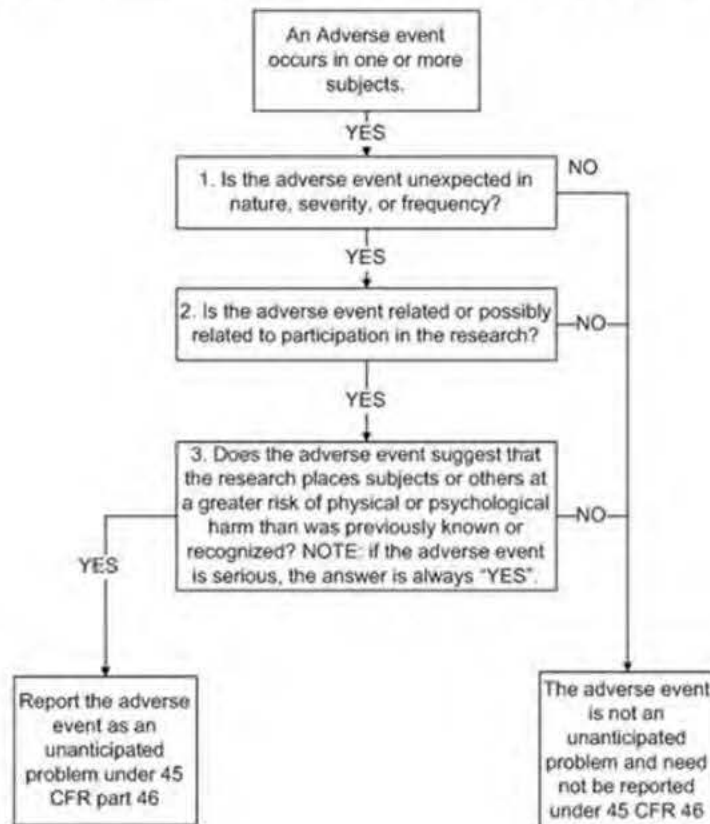 An Adverse event
occurs in one or more
subjects.
YES
NO
1. Is the adverse event unexpected in
nature, severity, or frequency?
YES
2. Is the adverse event related or possibly
related to participation in the research?
NO
YES
3. Does the adverse event suggest that
the research places subjects or others at
a greater risk of physical or psychological
harm than was previously known or
recognized? NOTE: if the adverse event
is serious, the answer is always "YES".
NO
YES
Report the adverse
event as an
unanticipated
problem under 45
CFR part 46
The adverse event
is not an
unanticipated
problem and need
not be reported
under 45 CFR 46